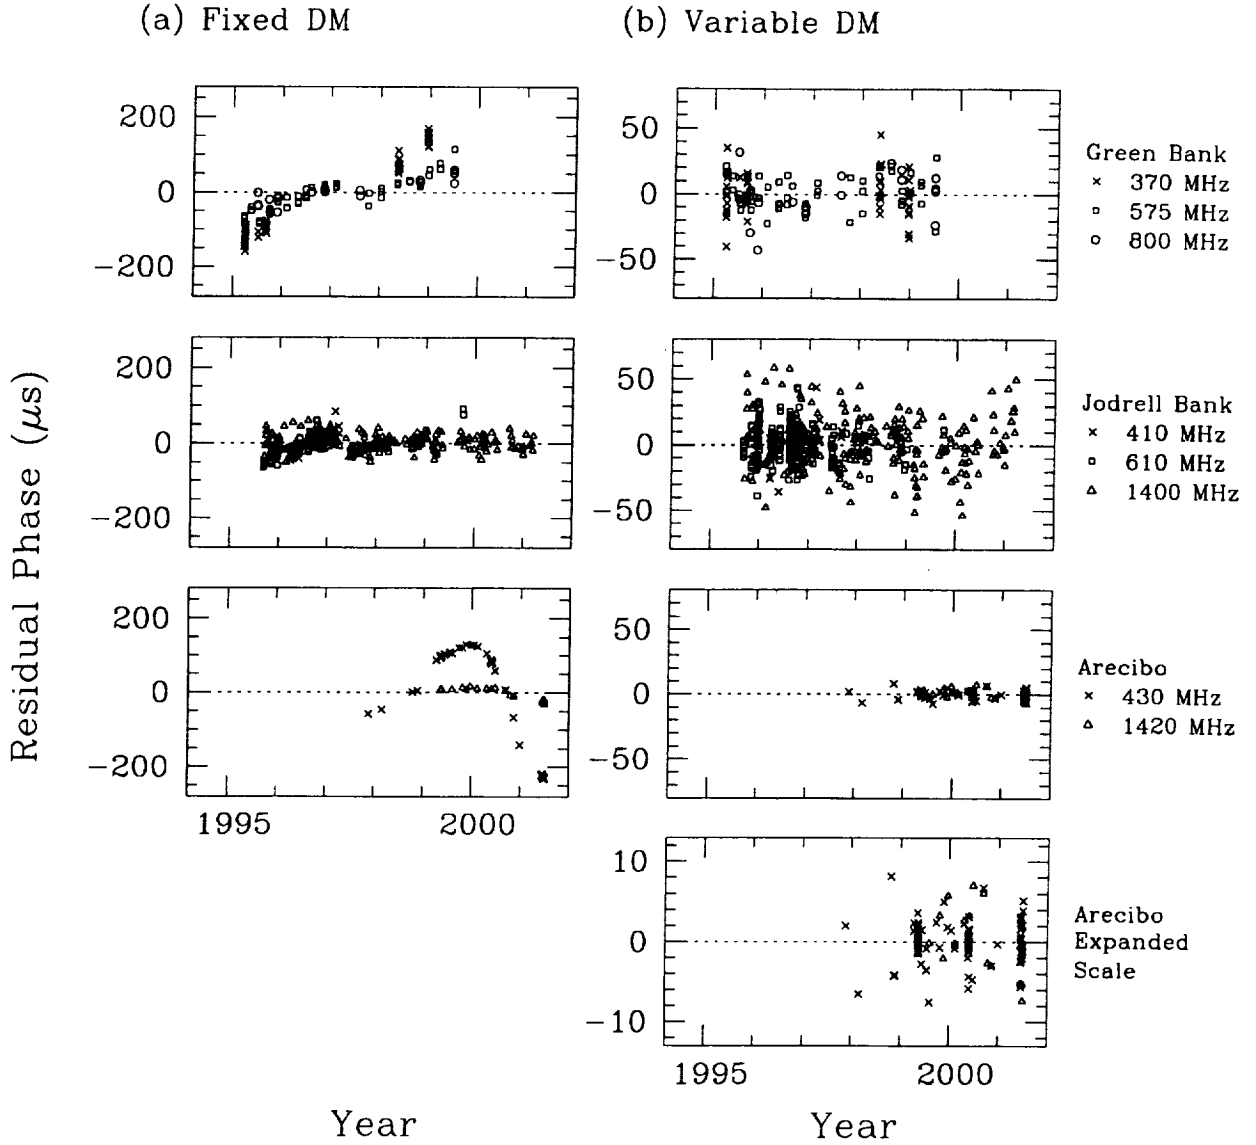 (a) Fixed DM
(b) Variable DM
Residual Phase (μs)
200
0
−200
50
0
−50
Green Bank
× 370 MHz
□ 575 MHz
○ 800 MHz
200
0
−200
50
0
−50
Jodrell Bank
× 410 MHz
□ 610 MHz
△ 1400 MHz
200
0
−200
1995
2000
50
0
−50
Arecibo
× 430 MHz
△ 1420 MHz
10
0
−10
1995
2000
Arecibo
Expanded
Scale
Year
Year